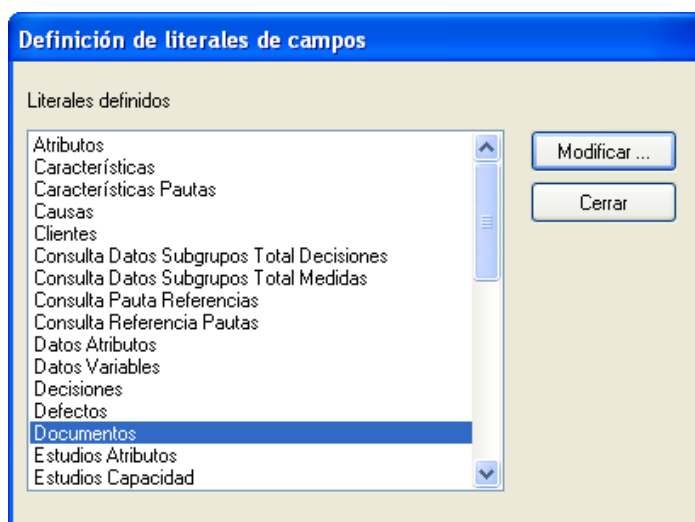 Definición de literales de campos
Literales definidos
Atributos
Características
Características Pautas
Causas
Clientes
Consulta Datos Subgrupos Total Decisiones
Consulta Datos Subgrupos Total Medidas
Consulta Pauta Referencias
Consulta Referencia Pautas
Datos Atributos
Datos Variables
Decisiones
Defectos
Documentos
Estudios Atributos
Estudios Capacidad
Modificar ...
Cerrar